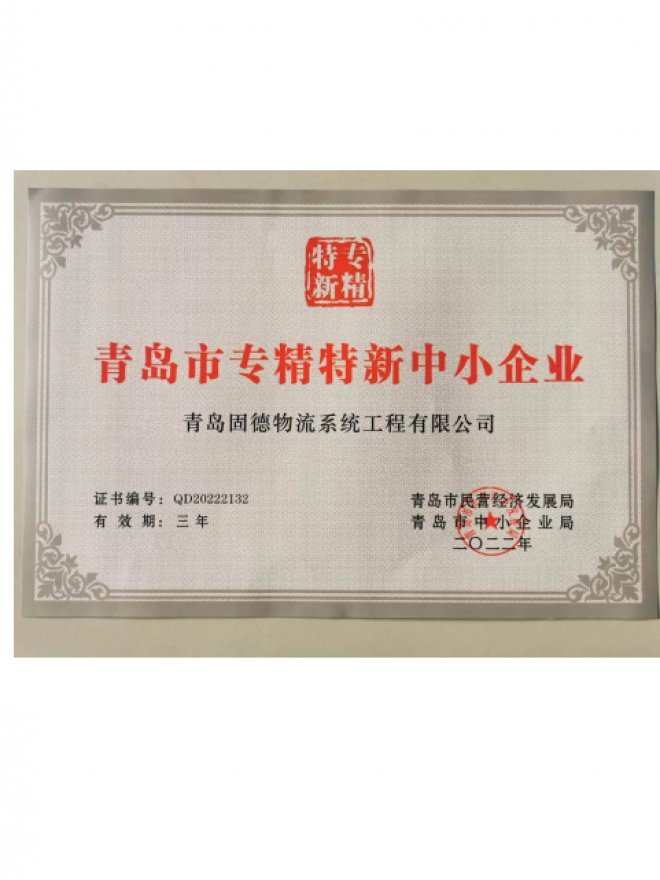 专精
特新
青岛市专精特新中小企业
青岛固德物流系统工程有限公司
证书编号：QD20222132
有效期：三年
青岛市民营经济发展局
青岛市中小企业局
二〇二二年